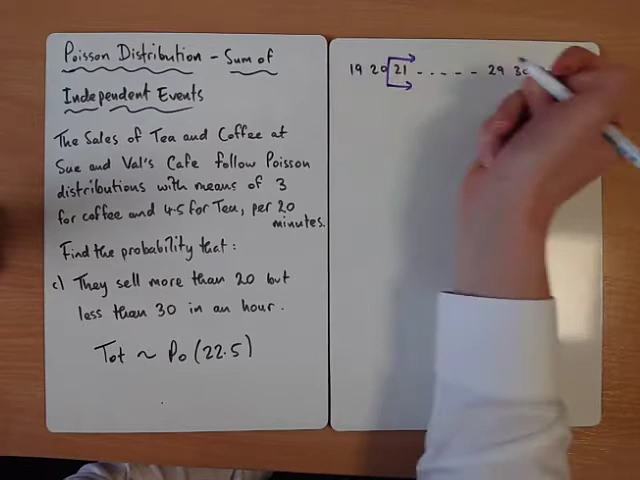 Poisson Distribution - Sum of
Independent Events
The Sales of Tea and Coffee at
Sue and Val's Cafe follow Poisson
distributions with means of 3
for coffee and 4.5 for Tea, per 20
minutes.
Find the probability that:
c) They sell more than 20 but
less than 30 in an hour.
Tot ~ Po (22.5)
19 20 21 - - - - - 29 30